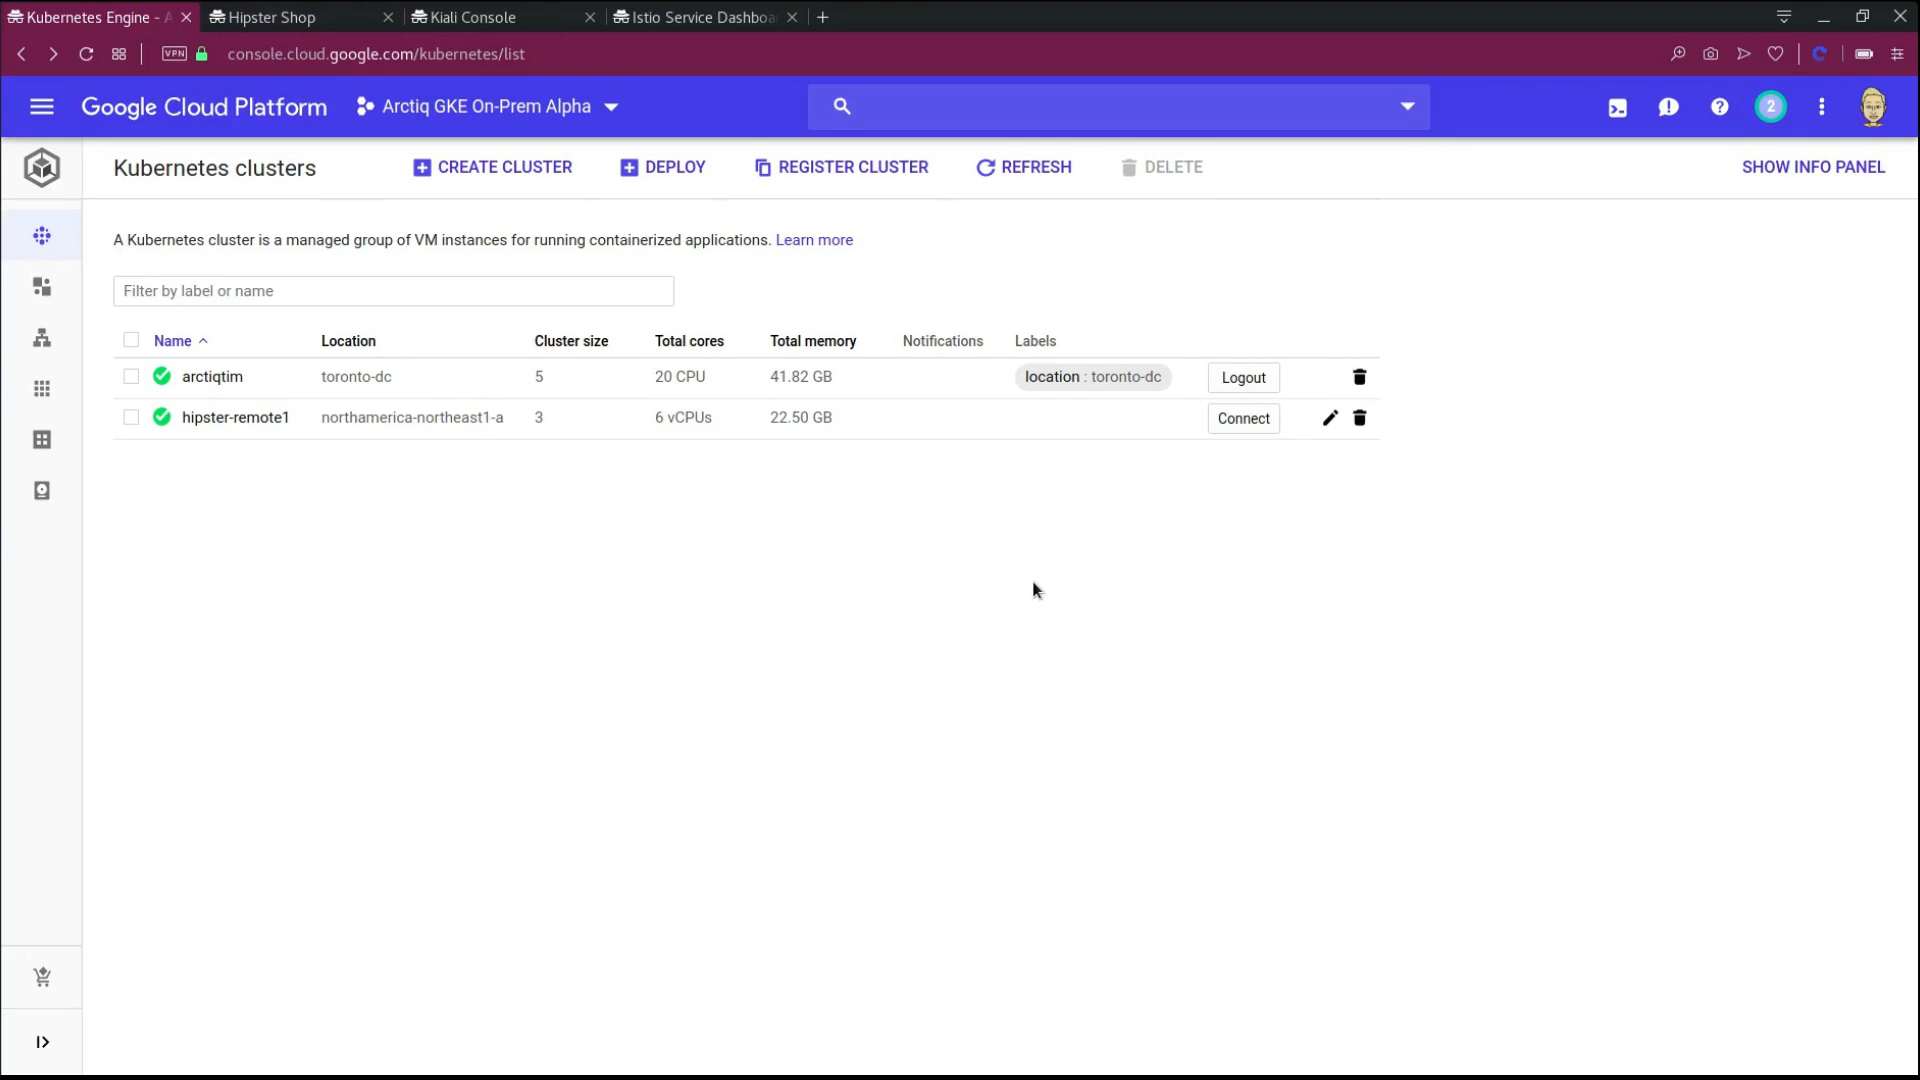 Kubernetes Engine - A Hipster Shop Kiali Console Istio Service Dashboa
VPN console.cloud.google.com/kubernetes/list
Google Cloud Platform Arctiq GKE On-Prem Alpha 2
Kubernetes clusters CREATE CLUSTER DEPLOY REGISTER CLUSTER REFRESH DELETE SHOW INFO PANEL
A Kubernetes cluster is a managed group of VM instances for running containerized applications. Learn more
Filter by label or name
Name Location Cluster size Total cores Total memory Notifications Labels
arctiqtim toronto-dc 5 20 CPU 41.82 GB location : toronto-dc Logout
hipster-remote1 northamerica-northeast1-a 3 6 vCPUs 22.50 GB Connect